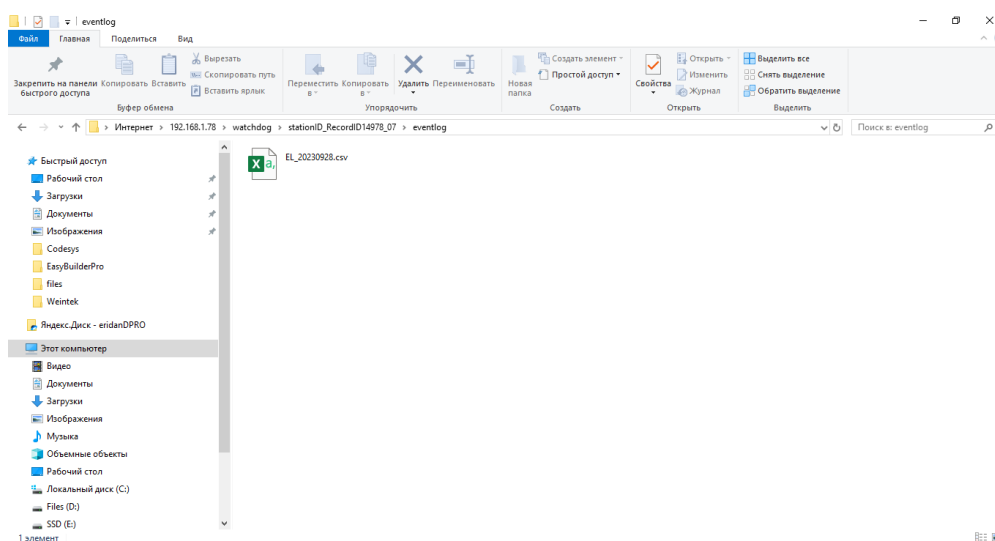 eventlog
Файл Главная Поделиться Вид
Закрепить на панели быстрого доступа
Копировать
Вставить
Вырезать
Скопировать путь
Вставить ярлык
Буфер обмена
Переместить в
Копировать в
Удалить
Переименовать
Упорядочить
Новая папка
Создать элемент
Простой доступ
Создать
Свойства
Открыть
Изменить
Журнал
Открыть
Выделить все
Снять выделение
Обратить выделение
Выделить
Интернет > 192.168.1.78 > watchdog > stationID_RecordID14978_07 > eventlog
Поиск в: eventlog
Быстрый доступ
Рабочий стол
Загрузки
Документы
Изображения
Codesys
EasyBuilderPro
files
Weintek
Яндекс.Диск - eridanDPRO
Этот компьютер
Видео
Документы
Загрузки
Изображения
Музыка
Объемные объекты
Рабочий стол
Локальный диск (C:)
Files (D:)
SSD (E:)
1 элемент
X a,
EL_20230928.csv